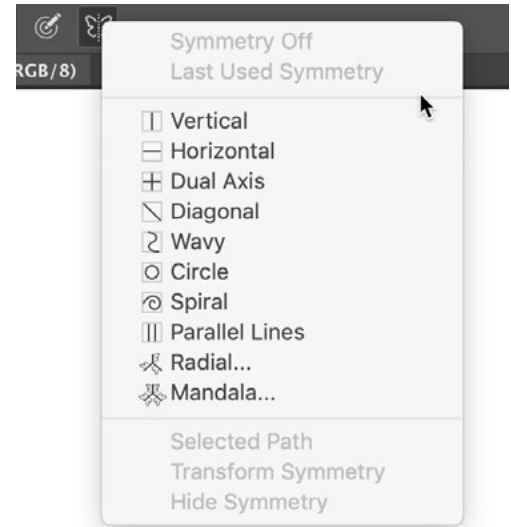 RGB/8)
Symmetry Off
Last Used Symmetry
Vertical
Horizontal
Dual Axis
Diagonal
Wavy
Circle
Spiral
Parallel Lines
Radial...
Mandala...
Selected Path
Transform Symmetry
Hide Symmetry